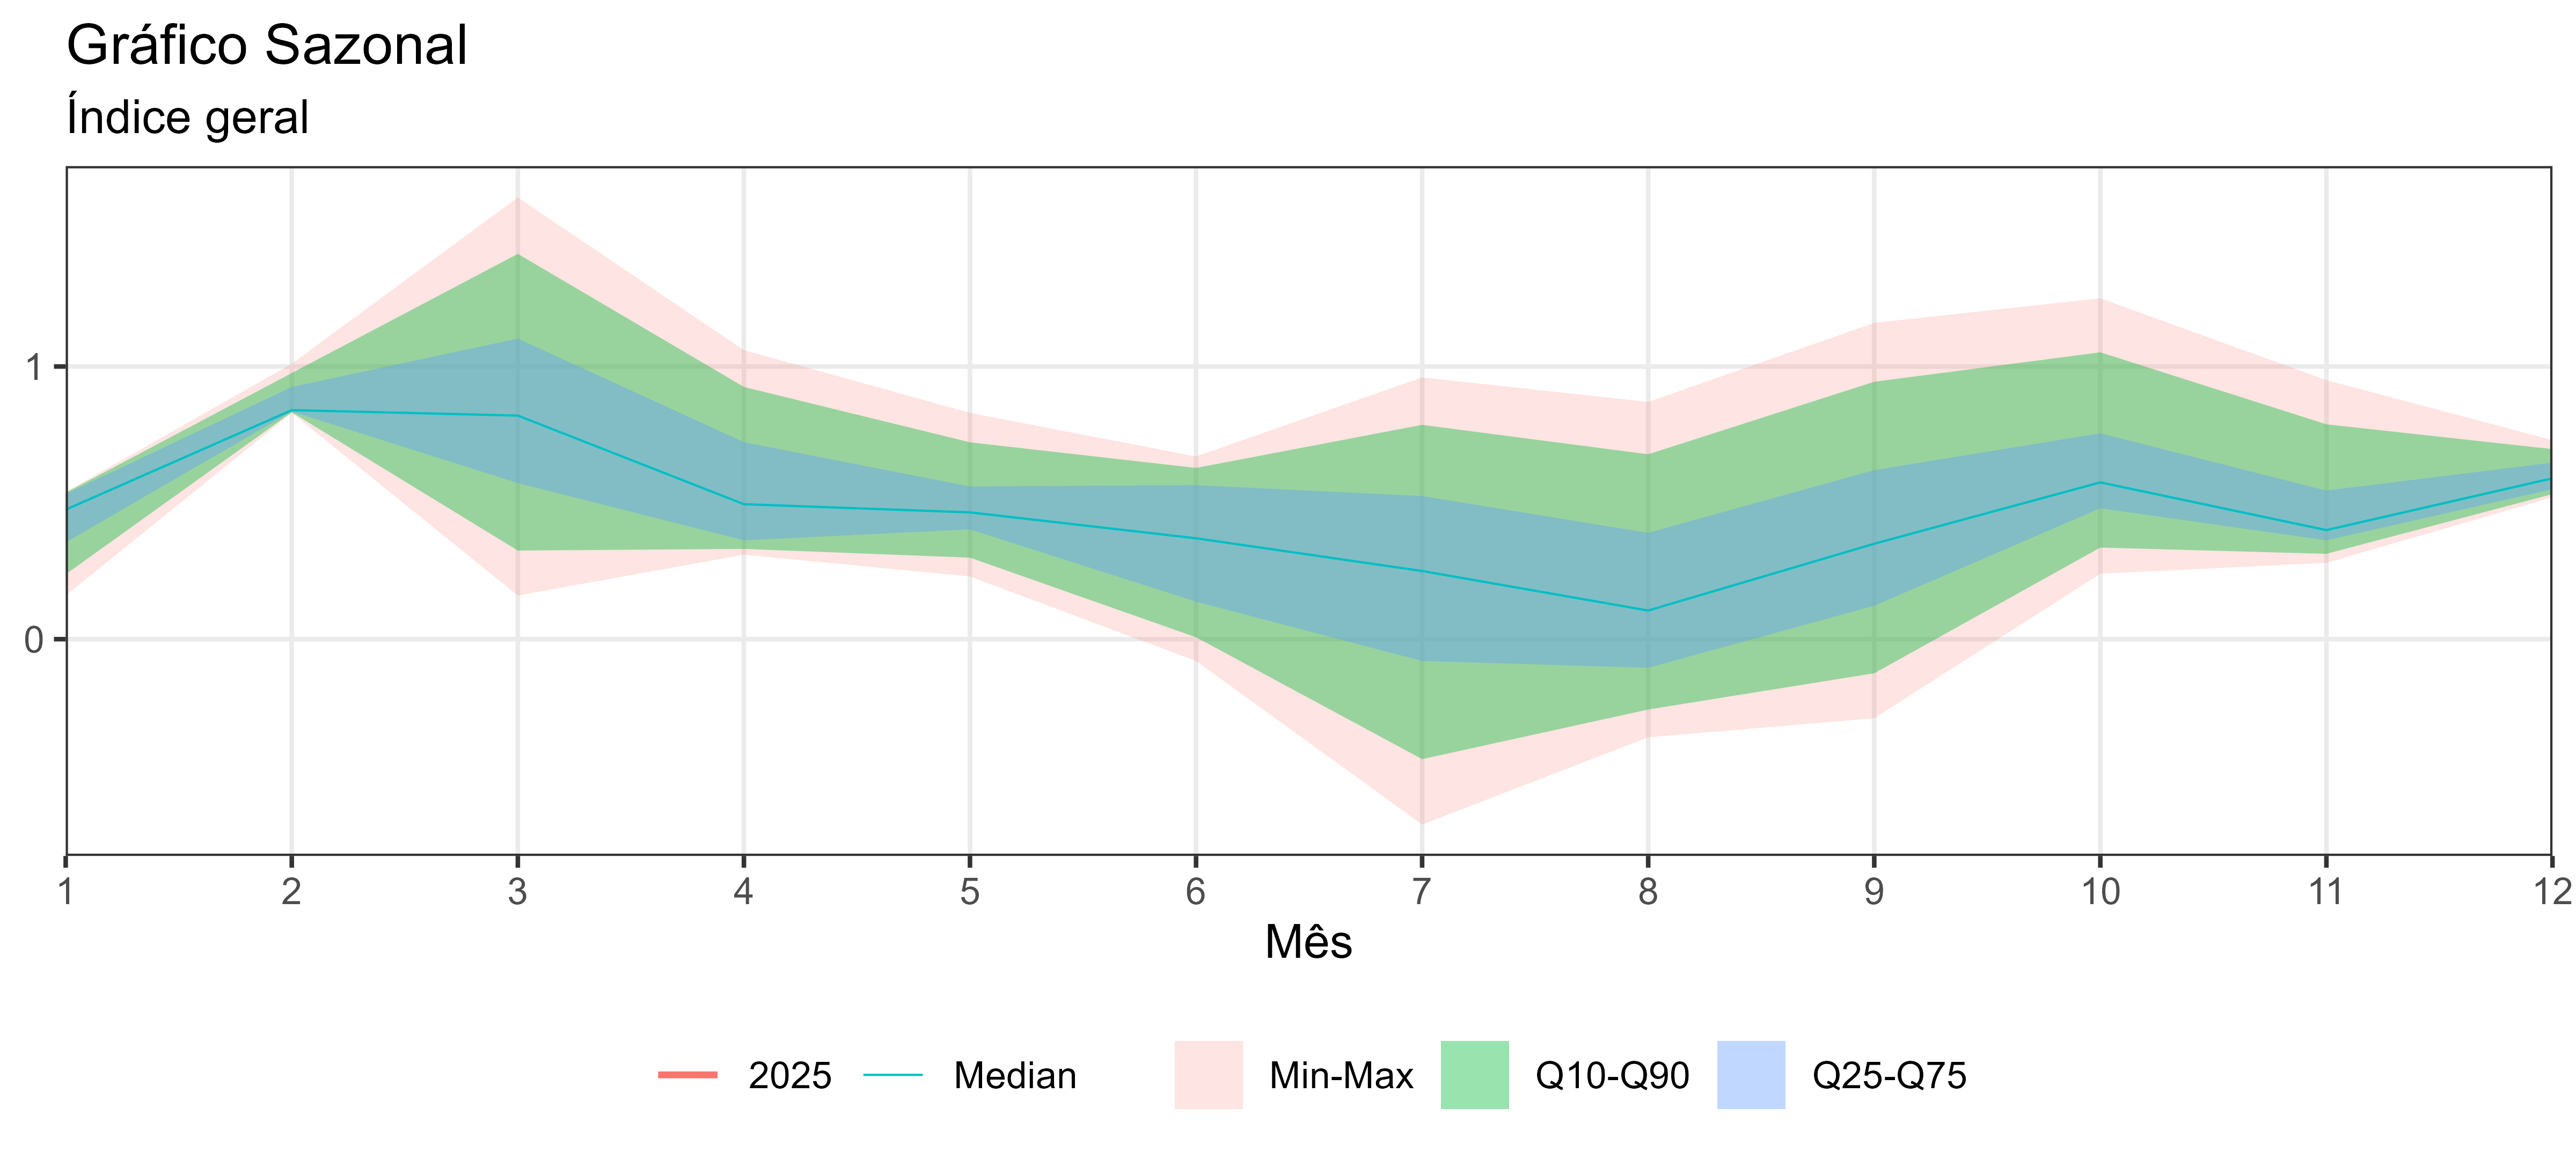 Gráfico Sazonal
Índice geral
1
0
1 2 3 4 5 6 7 8 9 10 11 12
Mês
2025 Median Min-Max Q10-Q90 Q25-Q75